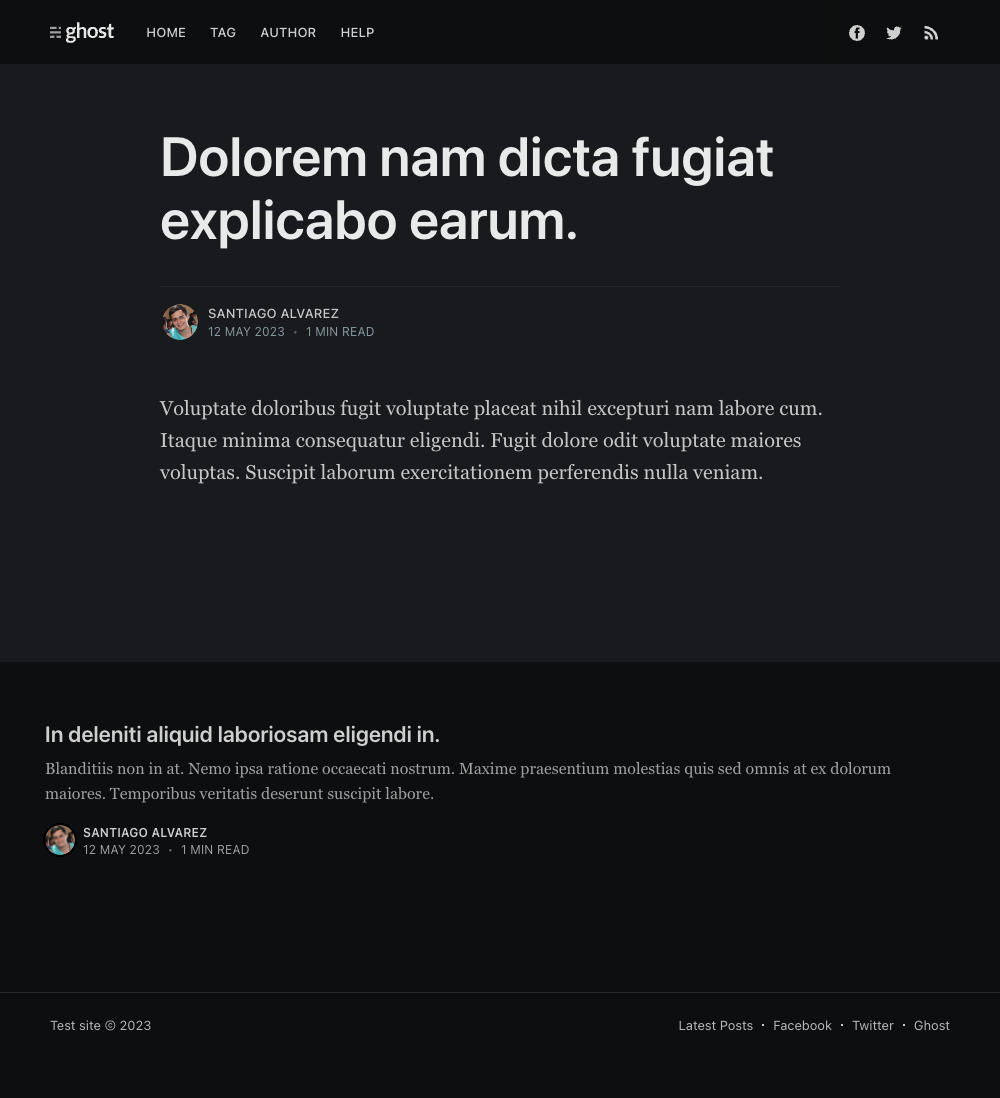 ghost HOME TAG AUTHOR HELP
Dolorem nam dicta fugiat
explicabo earum.
SANTIAGO ALVAREZ
12 MAY 2023 • 1 MIN READ
Voluptate doloribus fugit voluptate placeat nihil excepturi nam labore cum.
Itaque minima consequatur eligendi. Fugit dolore odit voluptate maiores
voluptas. Suscipit laborum exercitationem perferendis nulla veniam.
In deleniti aliquid laboriosam eligendi in.
Blanditiis non in at. Nemo ipsa ratione occaecati nostrum. Maxime praesentium molestias quis sed omnis at ex dolorum
maiores. Temporibus veritatis deserunt suscipit labore.
SANTIAGO ALVAREZ
12 MAY 2023 • 1 MIN READ
Test site © 2023 Latest Posts • Facebook • Twitter • Ghost